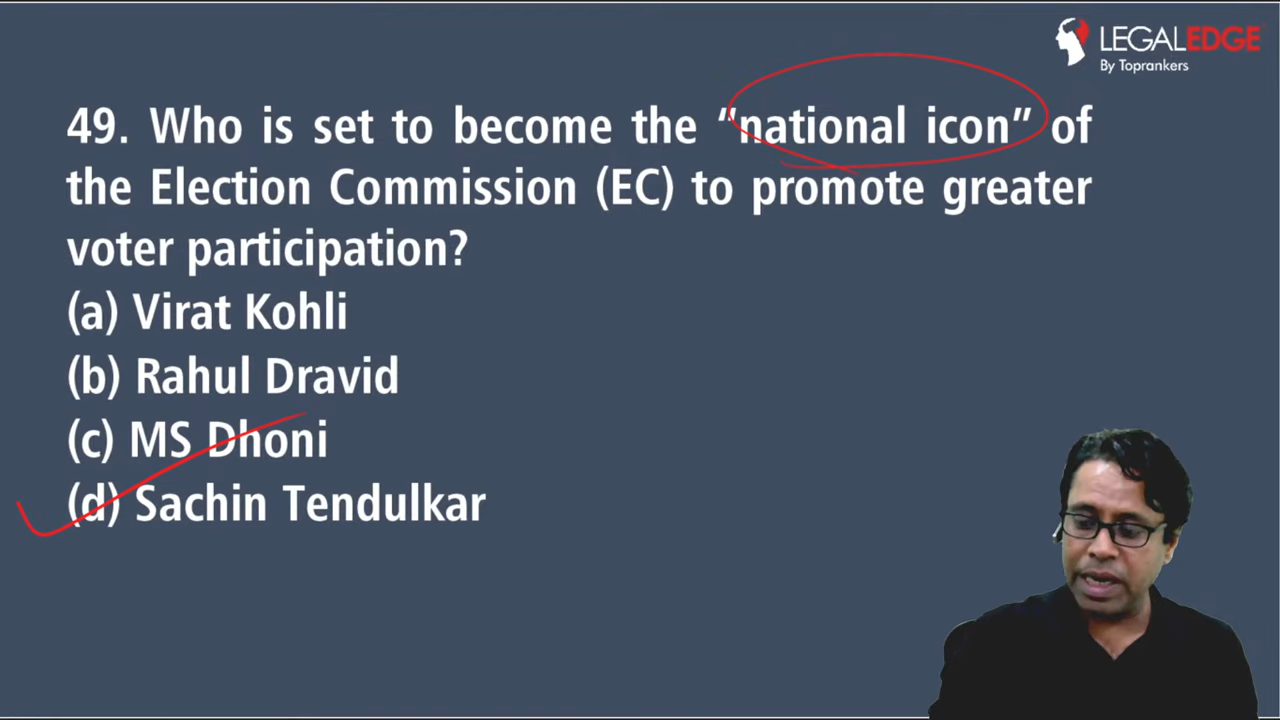 LEGALEDGE
By Toprankers
49. Who is set to become the “national icon” of
the Election Commission (EC) to promote greater
voter participation?
(a) Virat Kohli
(b) Rahul Dravid
(c) MS Dhoni
(d) Sachin Tendulkar